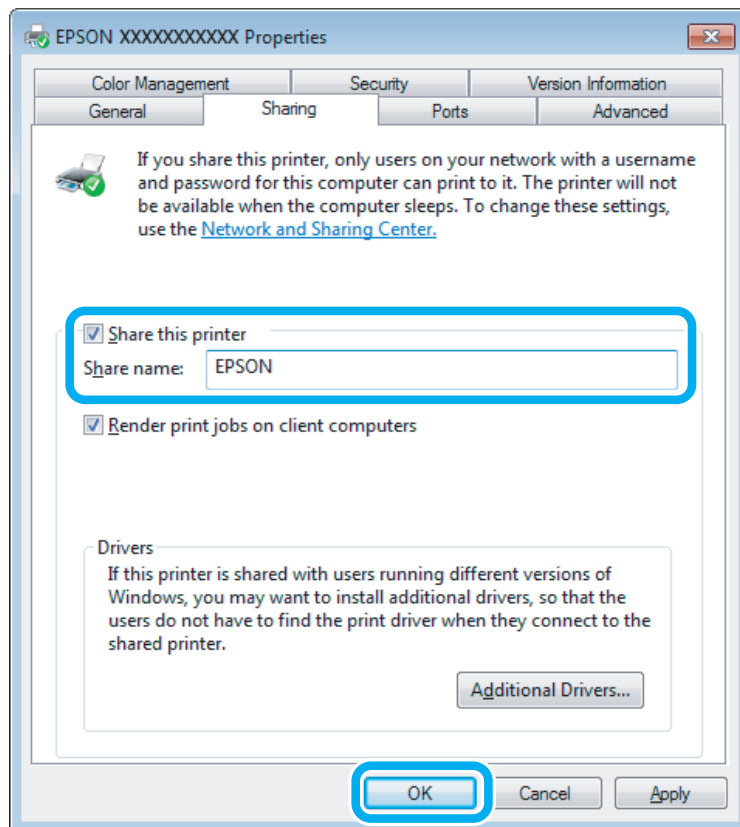 EPSON XXXXXXXXXXX Properties
Color Management Security Version Information
General Sharing Ports Advanced
If you share this printer, only users on your network with a username
and password for this computer can print to it. The printer will not
be available when the computer sleeps. To change these settings,
use the Network and Sharing Center.
Share this printer
Share name: EPSON
Render print jobs on client computers
Drivers
If this printer is shared with users running different versions of
Windows, you may want to install additional drivers, so that the
users do not have to find the print driver when they connect to the
shared printer.
Additional Drivers...
OK Cancel Apply